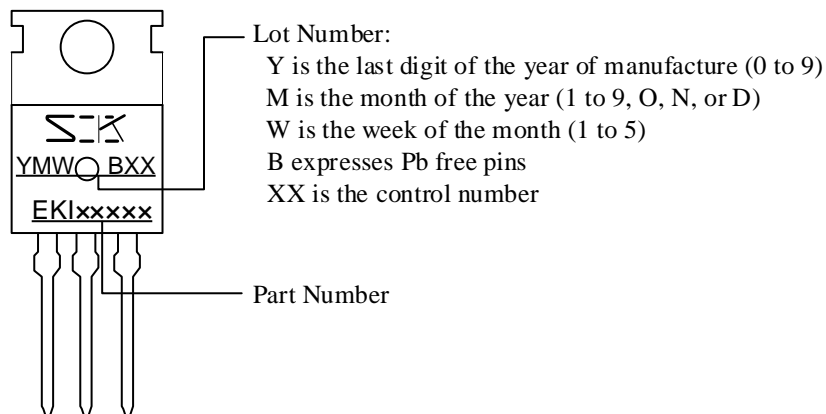 Lot Number:
Y is the last digit of the year of manufacture (0 to 9)
M is the month of the year (1 to 9, O, N, or D)
W is the week of the month (1 to 5)
B expresses Pb free pins
XX is the control number
SK
YMW BXX
EKI×××××
Part Number